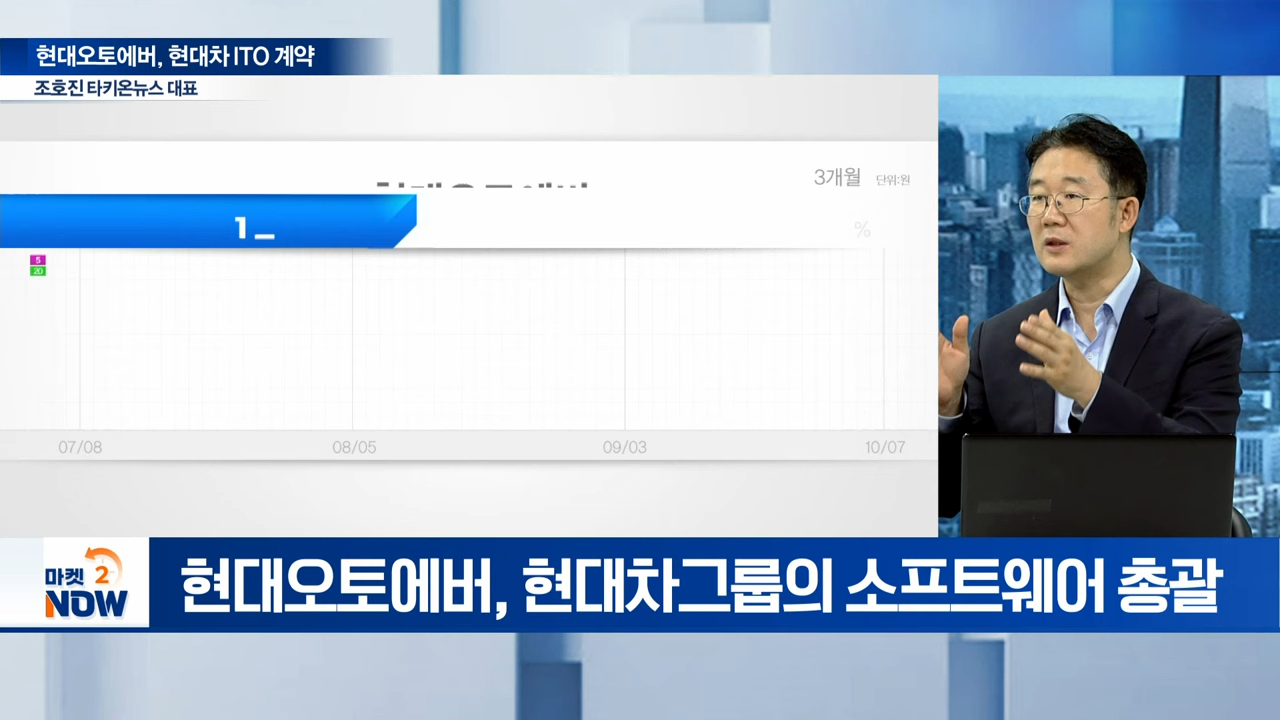 현대오토에버, 현대차 ITO 계약
조호진 타키온뉴스 대표
3개월 단위:원
1
%
5
20
07/08 08/05 09/03 10/07
마켓 2
NOW
현대오토에버, 현대차그룹의 소프트웨어 총괄